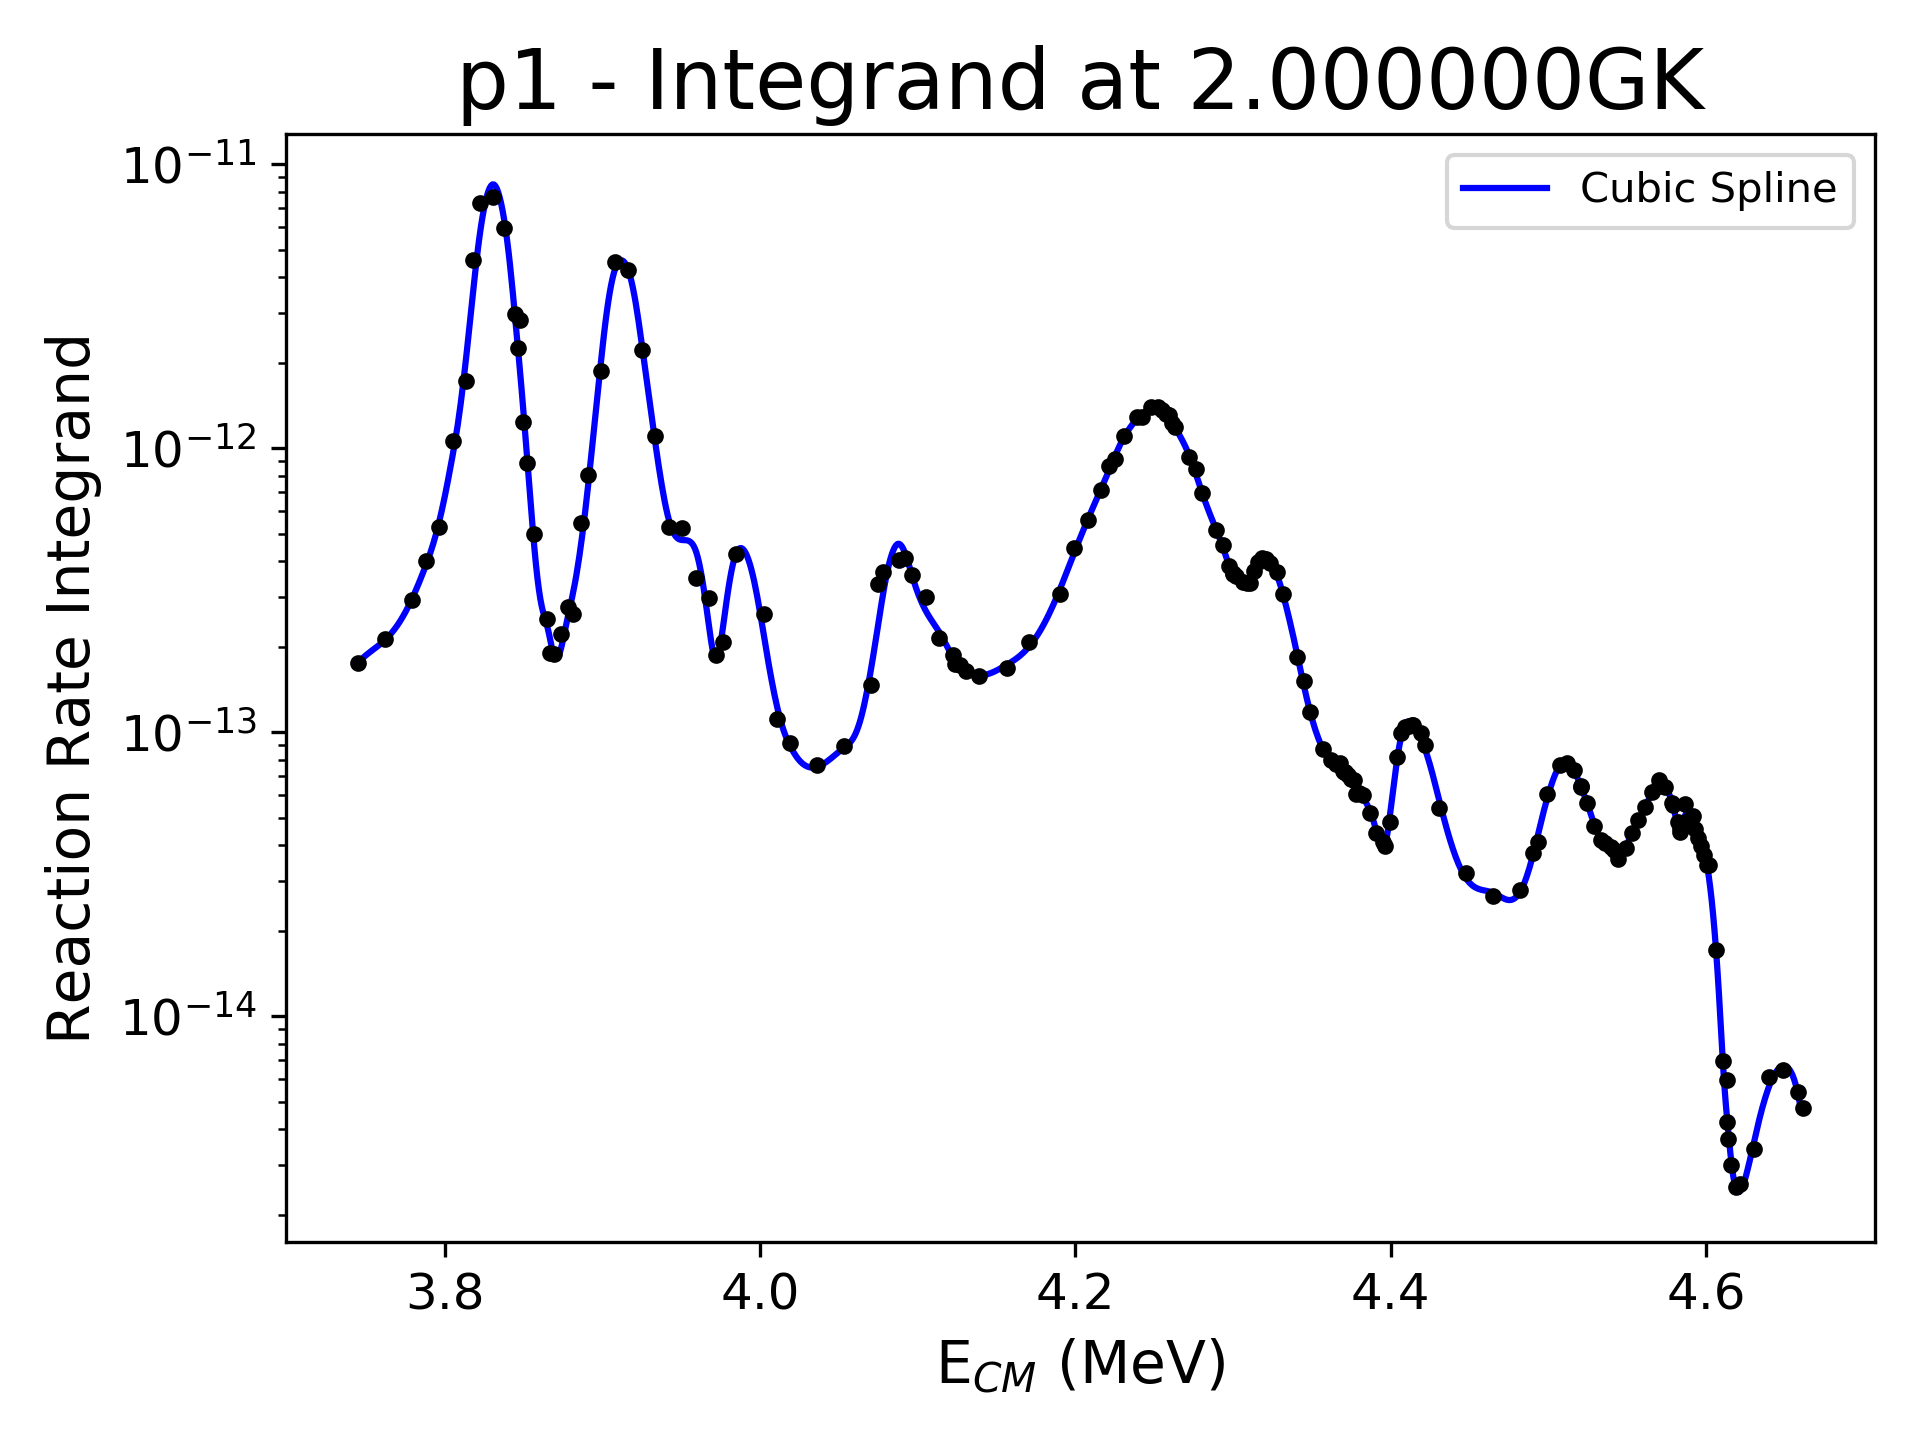 p1 - Integrand at 2.000000GK
Cubic Spline
Reaction Rate Integrand
10⁻¹¹
10⁻¹²
10⁻¹³
10⁻¹⁴
3.8 4.0 4.2 4.4 4.6
E_CM (MeV)